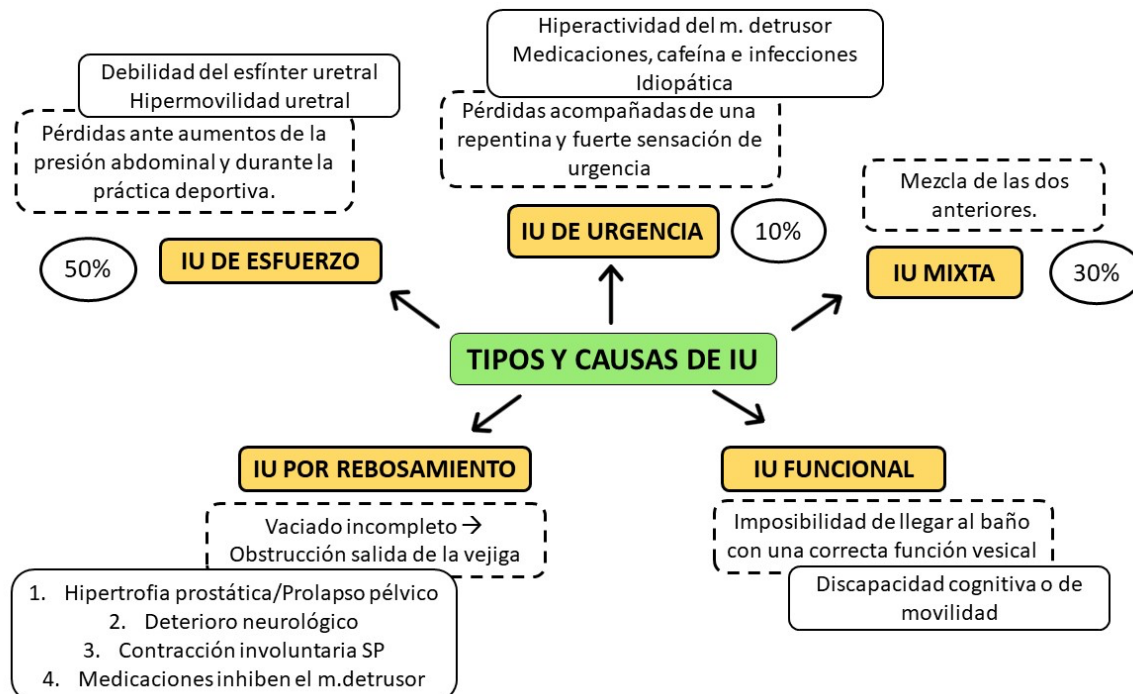 Debilidad del esfínter uretral
Hipermovilidad uretral
Pérdidas ante aumentos de la
presión abdominal y durante la
práctica deportiva.
50%
IU DE ESFUERZO
Hiperactividad del m. detrusor
Medicaciones, cafeína e infecciones
Idiopática
Pérdidas acompañadas de una
repentina y fuerte sensación de
urgencia
IU DE URGENCIA
10%
Mezcla de las dos
anteriores.
IU MIXTA
30%
TIPOS Y CAUSAS DE IU
IU POR REBOSAMIENTO
Vaciado incompleto →
Obstrucción salida de la vejiga
1. Hipertrofia prostática/Prolapso pélvico
2. Deterioro neurológico
3. Contracción involuntaria SP
4. Medicaciones inhiben el m.detrusor
IU FUNCIONAL
Imposibilidad de llegar al baño
con una correcta función vesical
Discapacidad cognitiva o de
movilidad